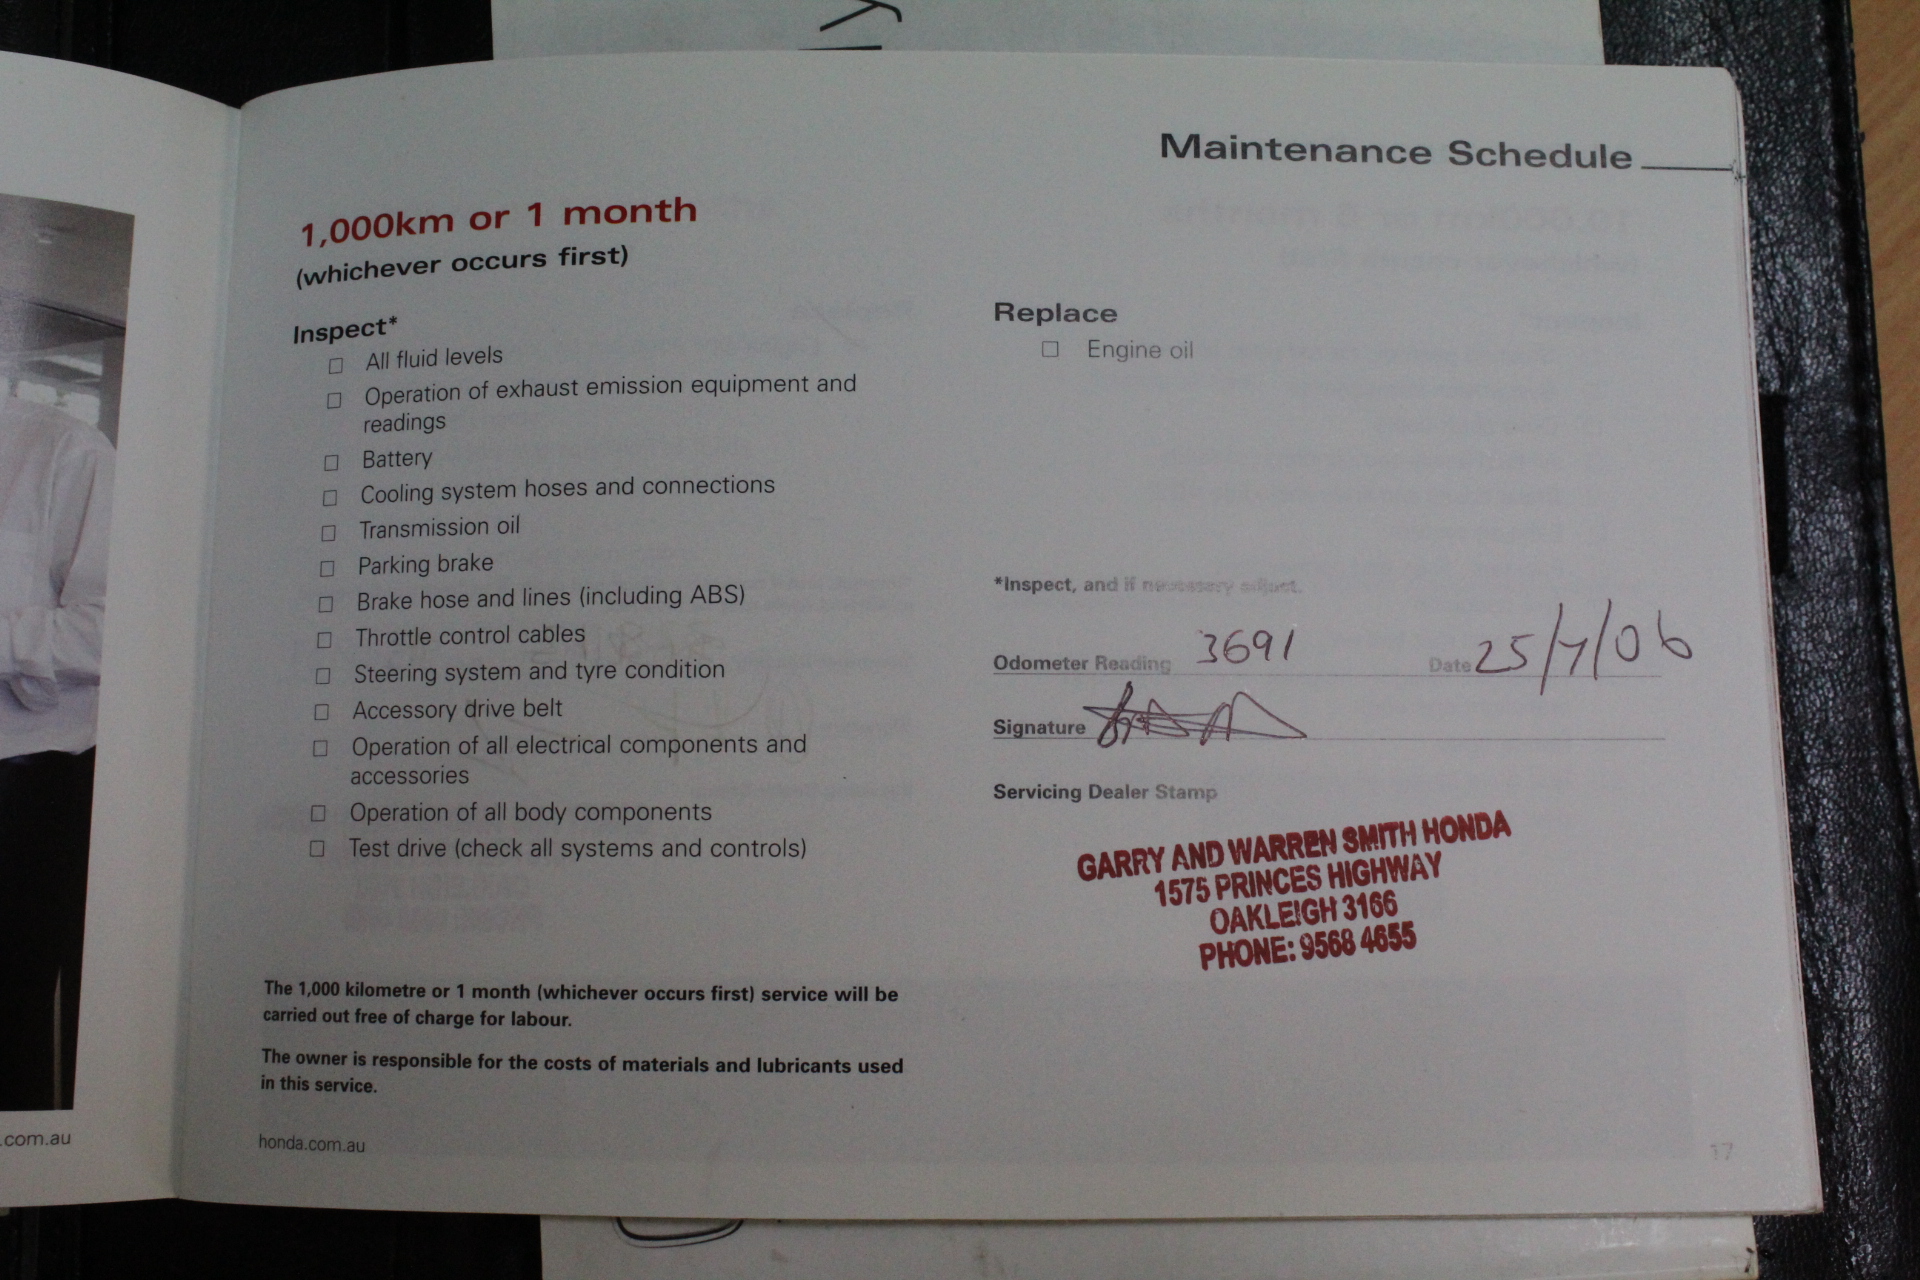 Maintenance Schedule
1,000km or 1 month
(whichever occurs first)
Inspect*
All fluid levels
Operation of exhaust emission equipment and
readings
Battery
Cooling system hoses and connections
Transmission oil
Parking brake
Brake hose and lines (including ABS)
Throttle control cables
Steering system and tyre condition
Accessory drive belt
Operation of all electrical components and
accessories
Operation of all body components
Test drive (check all systems and controls)
The 1,000 kilometre or 1 month (whichever occurs first) service will be
carried out free of charge for labour.
The owner is responsible for the costs of materials and lubricants used
in this service.
Replace
Engine oil
*Inspect, and if necessary adjust.
Odometer Reading 3691 Date 25/7/06
Signature
Servicing Dealer Stamp
GARRY AND WARREN SMITH HONDA
1575 PRINCES HIGHWAY
OAKLEIGH 3166
PHONE: 9568 4655
.com.au
honda.com.au
17